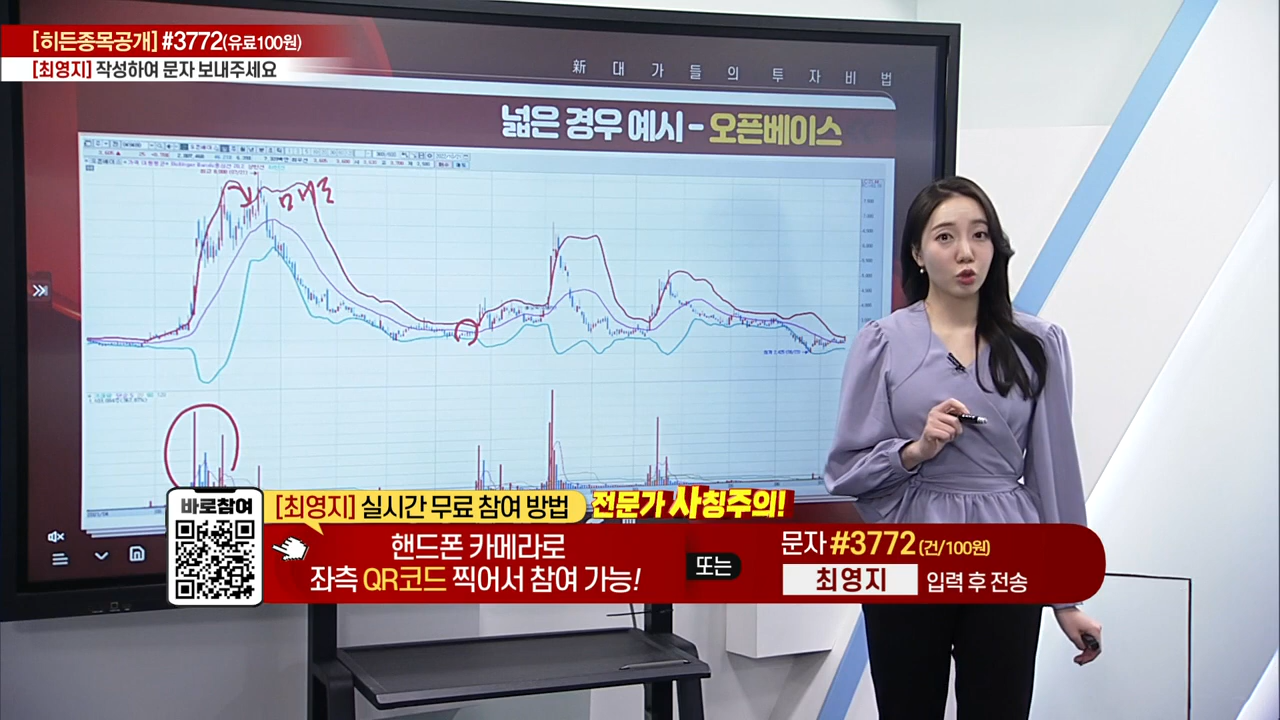 [히든종목공개] #3772(유료100원)
[최영지] 작성하여 문자 보내주세요
新 대가들의 투자비법
넓은 경우 예시 - 오픈베이스
매도
바로참여
[최영지] 실시간 무료 참여 방법
전문가 사칭주의!
핸드폰 카메라로
좌측 QR코드 찍어서 참여 가능!
또는
문자 #3772 (건/100원)
최영지 입력 후 전송